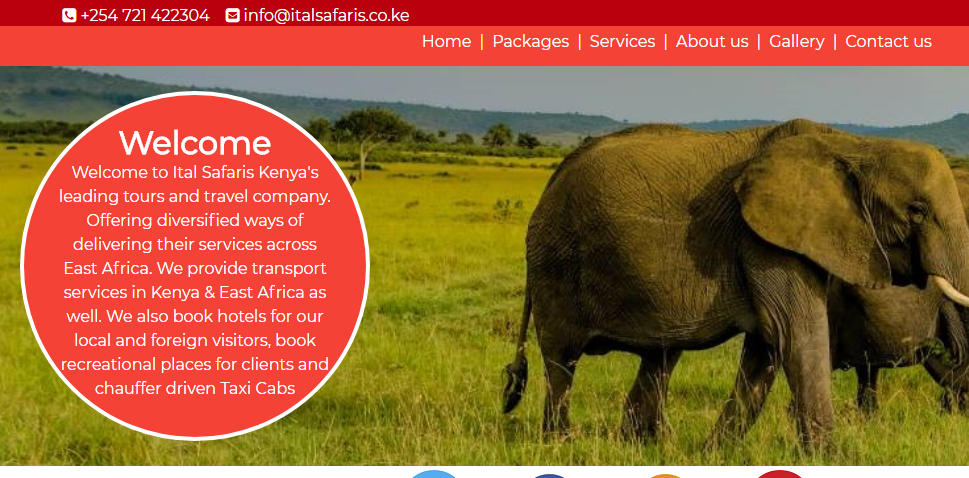 +254 721 422304 info@italsafaris.co.ke
Home | Packages | Services | About us | Gallery | Contact us
Welcome
Welcome to Ital Safaris Kenya's
leading tours and travel company.
Offering diversified ways of
delivering their services across
East Africa. We provide transport
services in Kenya & East Africa as
well. We also book hotels for our
local and foreign visitors, book
recreational places for clients and
chauffer driven Taxi Cabs